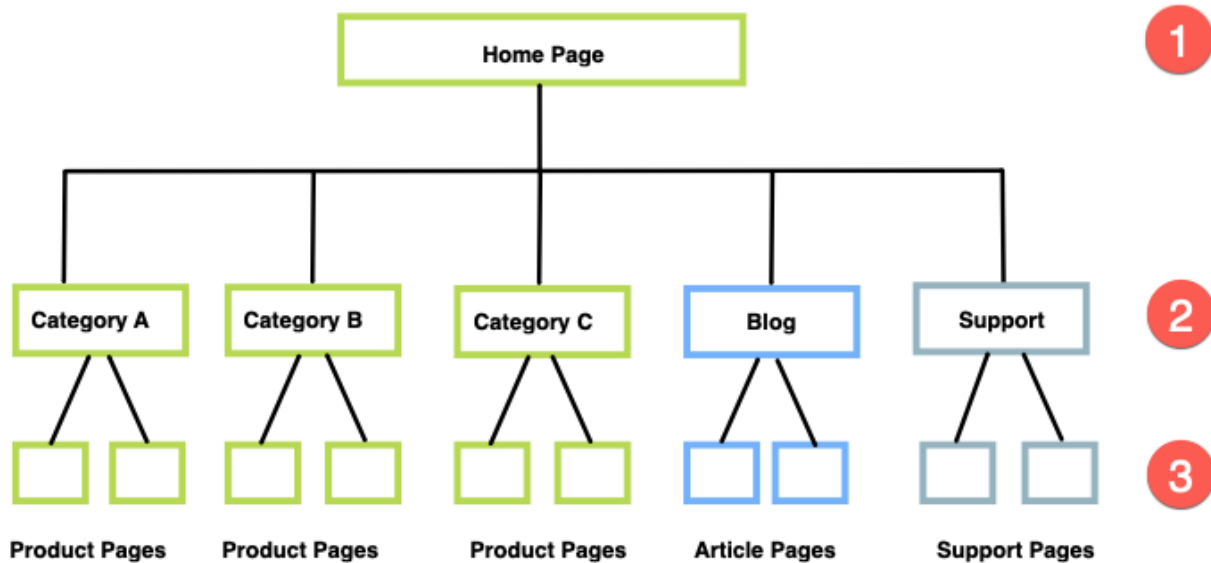 Home Page
1
Category A
Category B
Category C
Blog
Support
2
3
Product Pages
Product Pages
Product Pages
Article Pages
Support Pages